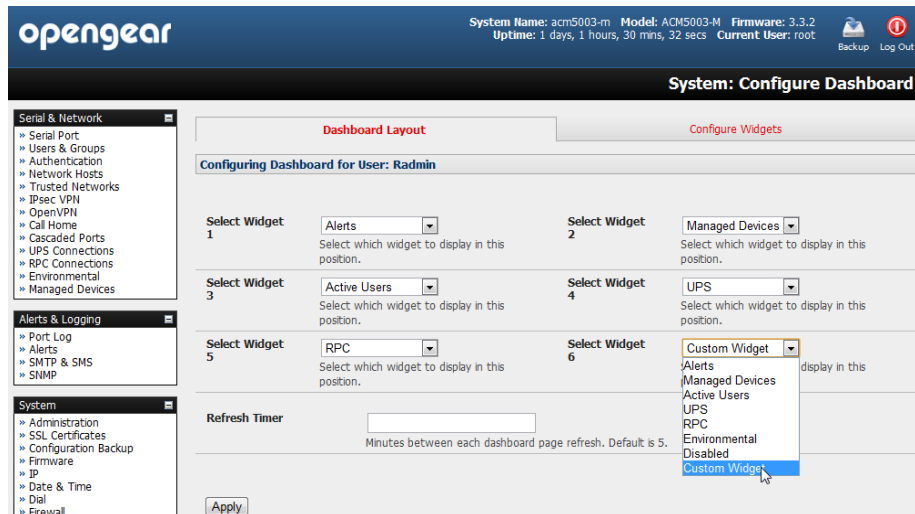 opengear
System Name: acm5003-m Model: ACM5003-M Firmware: 3.3.2
Uptime: 1 days, 1 hours, 30 mins, 32 secs Current User: root
Backup
Log Out
System: Configure Dashboard
Serial & Network
» Serial Port
» Users & Groups
» Authentication
» Network Hosts
» Trusted Networks
» IPsec VPN
» OpenVPN
» Call Home
» Cascaded Ports
» UPS Connections
» RPC Connections
» Environmental
» Managed Devices
Alerts & Logging
» Port Log
» Alerts
» SMTP & SMS
» SNMP
System
» Administration
» SSL Certificates
» Configuration Backup
» Firmware
» IP
» Date & Time
» Dial
» Firewall
Dashboard Layout
Configure Widgets
Configuring Dashboard for User: Radmin
Select Widget
1
Alerts
Select which widget to display in this
position.
Select Widget
2
Managed Devices
Select which widget to display in this
position.
Select Widget
3
Active Users
Select which widget to display in this
position.
Select Widget
4
UPS
Select which widget to display in this
position.
Select Widget
5
RPC
Select which widget to display in this
position.
Select Widget
6
Custom Widget
display in this
Alerts
Managed Devices
Active Users
UPS
RPC
Environmental
Disabled
Custom Widget
Refresh Timer
Minutes between each dashboard page refresh. Default is 5.
Apply